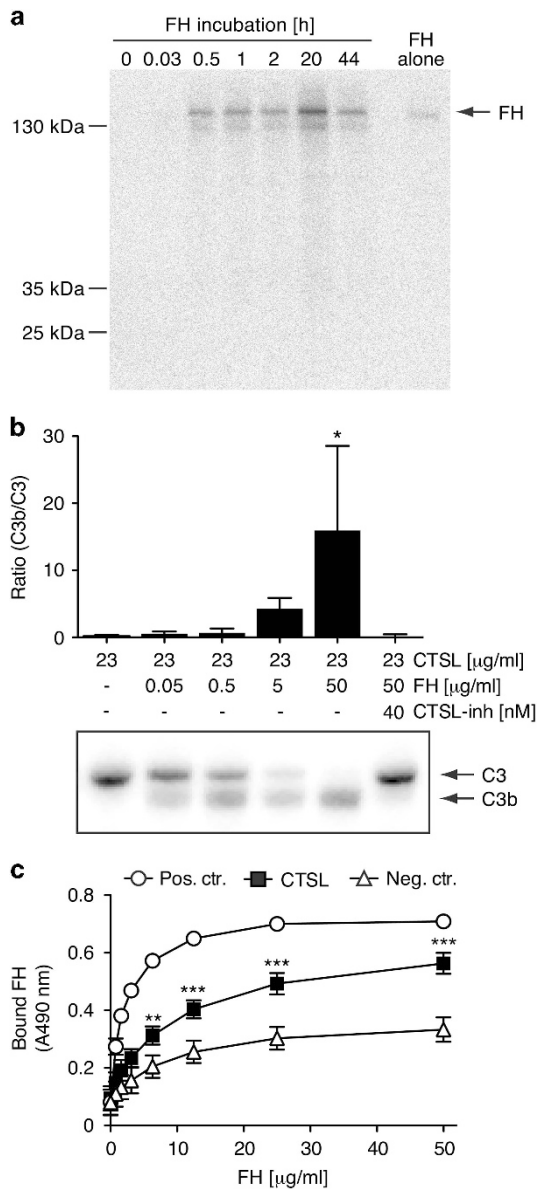 a
FH incubation [h]
FH alone
0 0.03 0.5 1 2 20 44
FH
130 kDa
35 kDa
25 kDa
b
Ratio (C3b/C3)
30
20
10
0
*
23 23 23 23 23 23 CTSL [µg/ml]
- 0.05 0.5 5 50 50 FH [µg/ml]
- - - - - 40 CTSL-inh [nM]
C3
C3b
c
Pos. ctr. CTSL Neg. ctr.
Bound FH
(A490 nm)
0.8
0.6
0.4
0.2
0
** *** *** ***
0 10 20 30 40 50
FH [µg/ml]